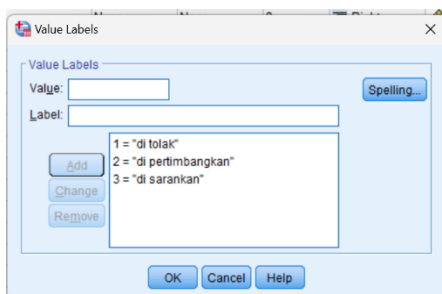 Value Labels
Value Labels
Value:
Spelling...
Label:
1 = "di tolak"
2 = "di pertimbangkan"
3 = "di sarankan"
Add
Change
Remove
OK Cancel Help